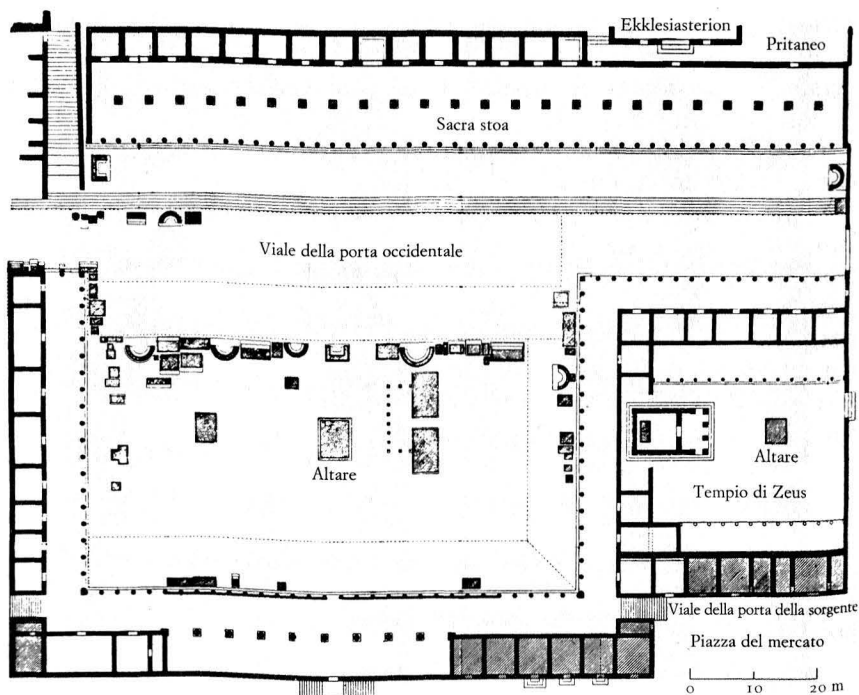 Ekklesiasterion
Pritaneo
Sacra stoa
Viale della porta occidentale
Altare
Altare
Tempio di Zeus
Viale della porta della sorgente
Piazza del mercato
0 10 20 m